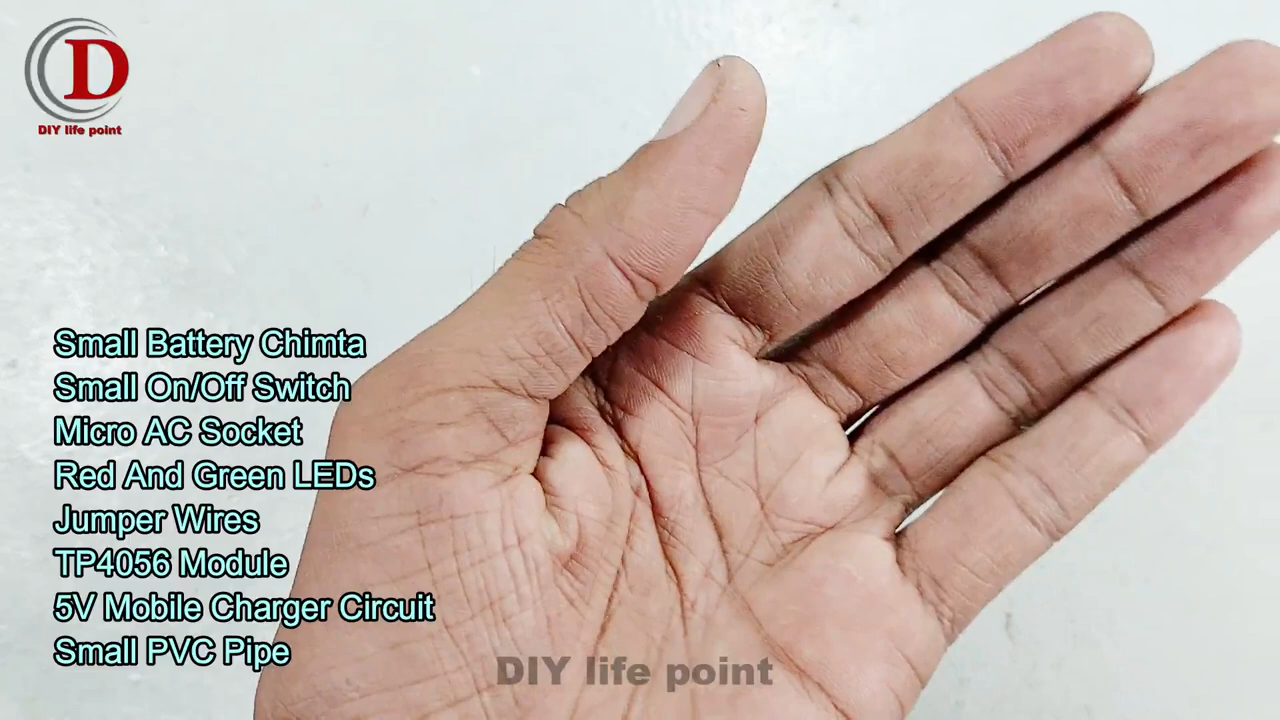 D
DIY life point
Small Battery Chimta
Small On/Off Switch
Micro AC Socket
Red And Green LEDs
Jumper Wires
TP4056 Module
5V Mobile Charger Circuit
Small PVC Pipe
DIY life point